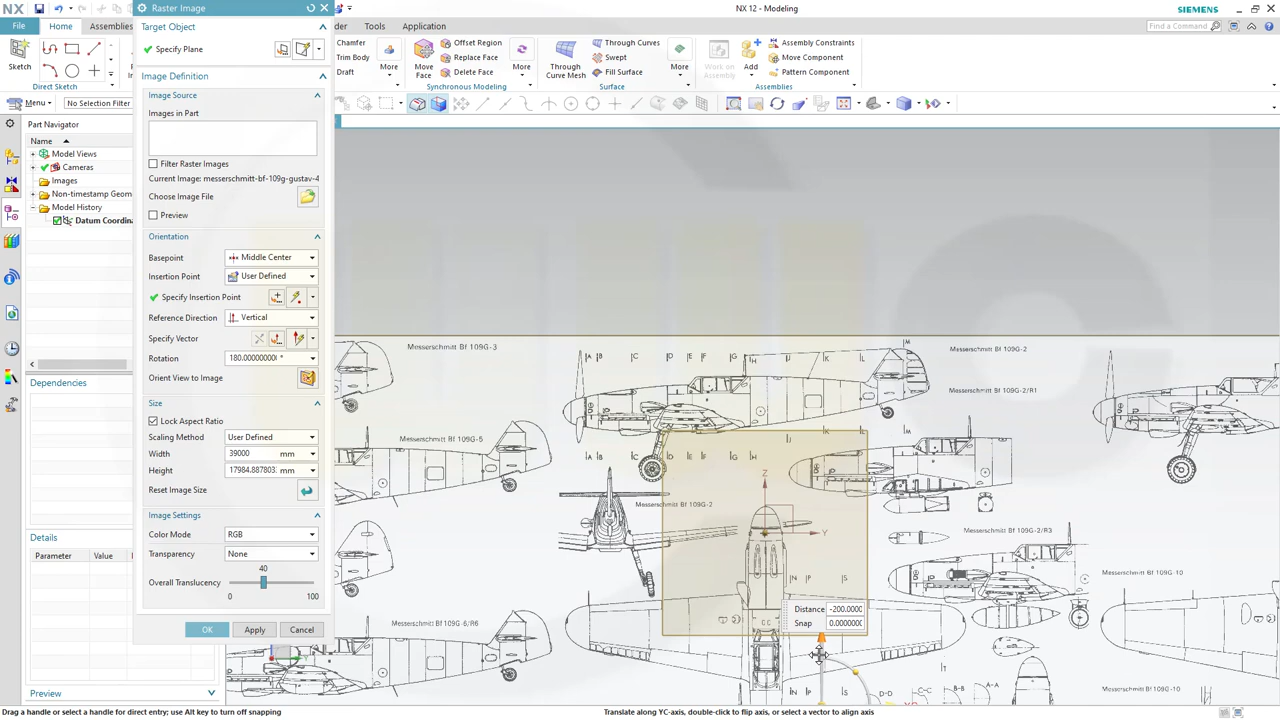 NX
Window
NX 12 - Modeling
SIEMENS
File
Home
Assemblies
Tools
Application
Find a Command
Sketch
Direct Sketch
Chamfer
Trim Body
Draft
More
Move Face
Offset Region
Replace Face
Delete Face
More
Synchronous Modeling
Through Curve Mesh
Through Curves
Swept
Fill Surface
More
Surface
Work on Assembly
Add
Assembly Constraints
Move Component
Pattern Component
Assemblies
Menu
No Selection Filter
Part Navigator
Name
Model Views
Cameras
Images
Non-timestamp Geom
Model History
Datum Coordina
Dependencies
Details
Parameter
Value
Preview
Raster Image
Target Object
Specify Plane
Image Definition
Image Source
Images in Part
Filter Raster Images
Current Image: messerschmitt-bf-109g-gustav-4
Choose Image File
Preview
Orientation
Basepoint
Middle Center
Insertion Point
User Defined
Specify Insertion Point
Reference Direction
Vertical
Specify Vector
Rotation
180.00000000 °
Orient View to Image
Size
Lock Aspect Ratio
Scaling Method
User Defined
Width
39000 mm
Height
17984.887803 mm
Reset Image Size
Image Settings
Color Mode
RGB
Transparency
None
40
Overall Translucency
0 100
OK
Apply
Cancel
Messerschmitt Bf 109G-3
Messerschmitt Bf 109G-2
Messerschmitt Bf 109G-2/R1
Messerschmitt Bf 109G-5
Messerschmitt Bf 109G-2
Messerschmitt Bf 109G-2/R3
Messerschmitt Bf 109G-10
Messerschmitt Bf 109G-6/R6
Messerschmitt Bf 109G-10
A B C D E F G H J K L M
Z
Y
N P S
Distance -200.0000
Snap 0.0000000
T
D-D C-C B-B A-A
Drag a handle or select a handle for direct entry; use Alt key to turn off snapping
Translate along YC-axis, double-click to flip axis, or select a vector to align axis